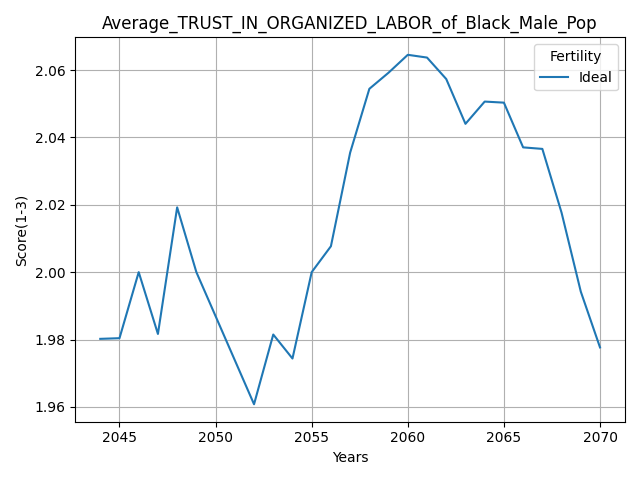 Average_TRUST_IN_ORGANIZED_LABOR_of_Black_Male_Pop
Fertility
Ideal
Score(1-3)
2.06
2.04
2.02
2.00
1.98
1.96
2045 2050 2055 2060 2065 2070
Years